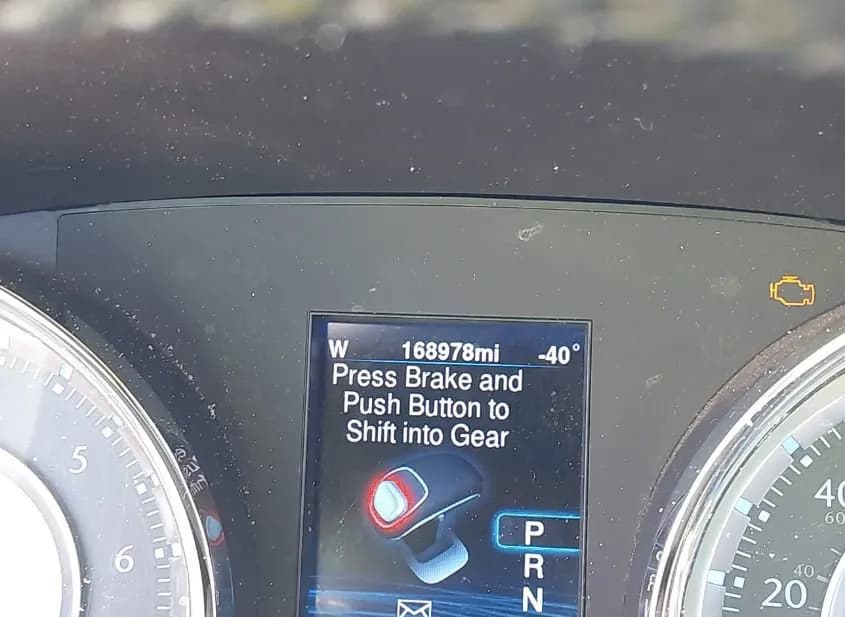 W 168978mi -40°
Press Brake and
Push Button to
Shift into Gear
5
6
P
R
N
40
60
40
20